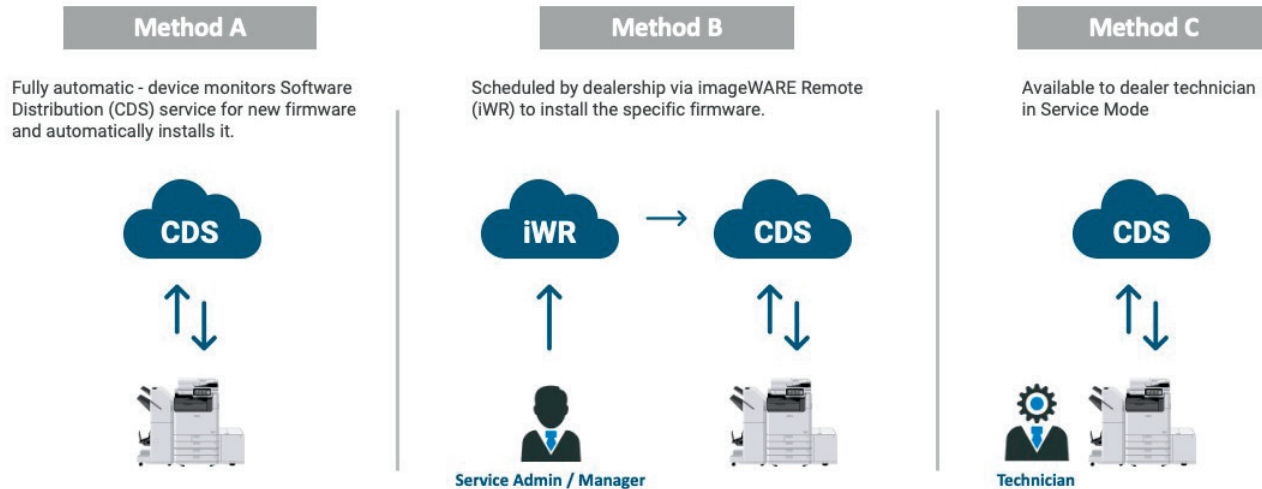 Method A
Fully automatic - device monitors Software
Distribution (CDS) service for new firmware
and automatically installs it.
CDS
Method B
Scheduled by dealership via imageWARE Remote
(iWR) to install the specific firmware.
iWR
CDS
Service Admin / Manager
Method C
Available to dealer technician
in Service Mode
CDS
Technician